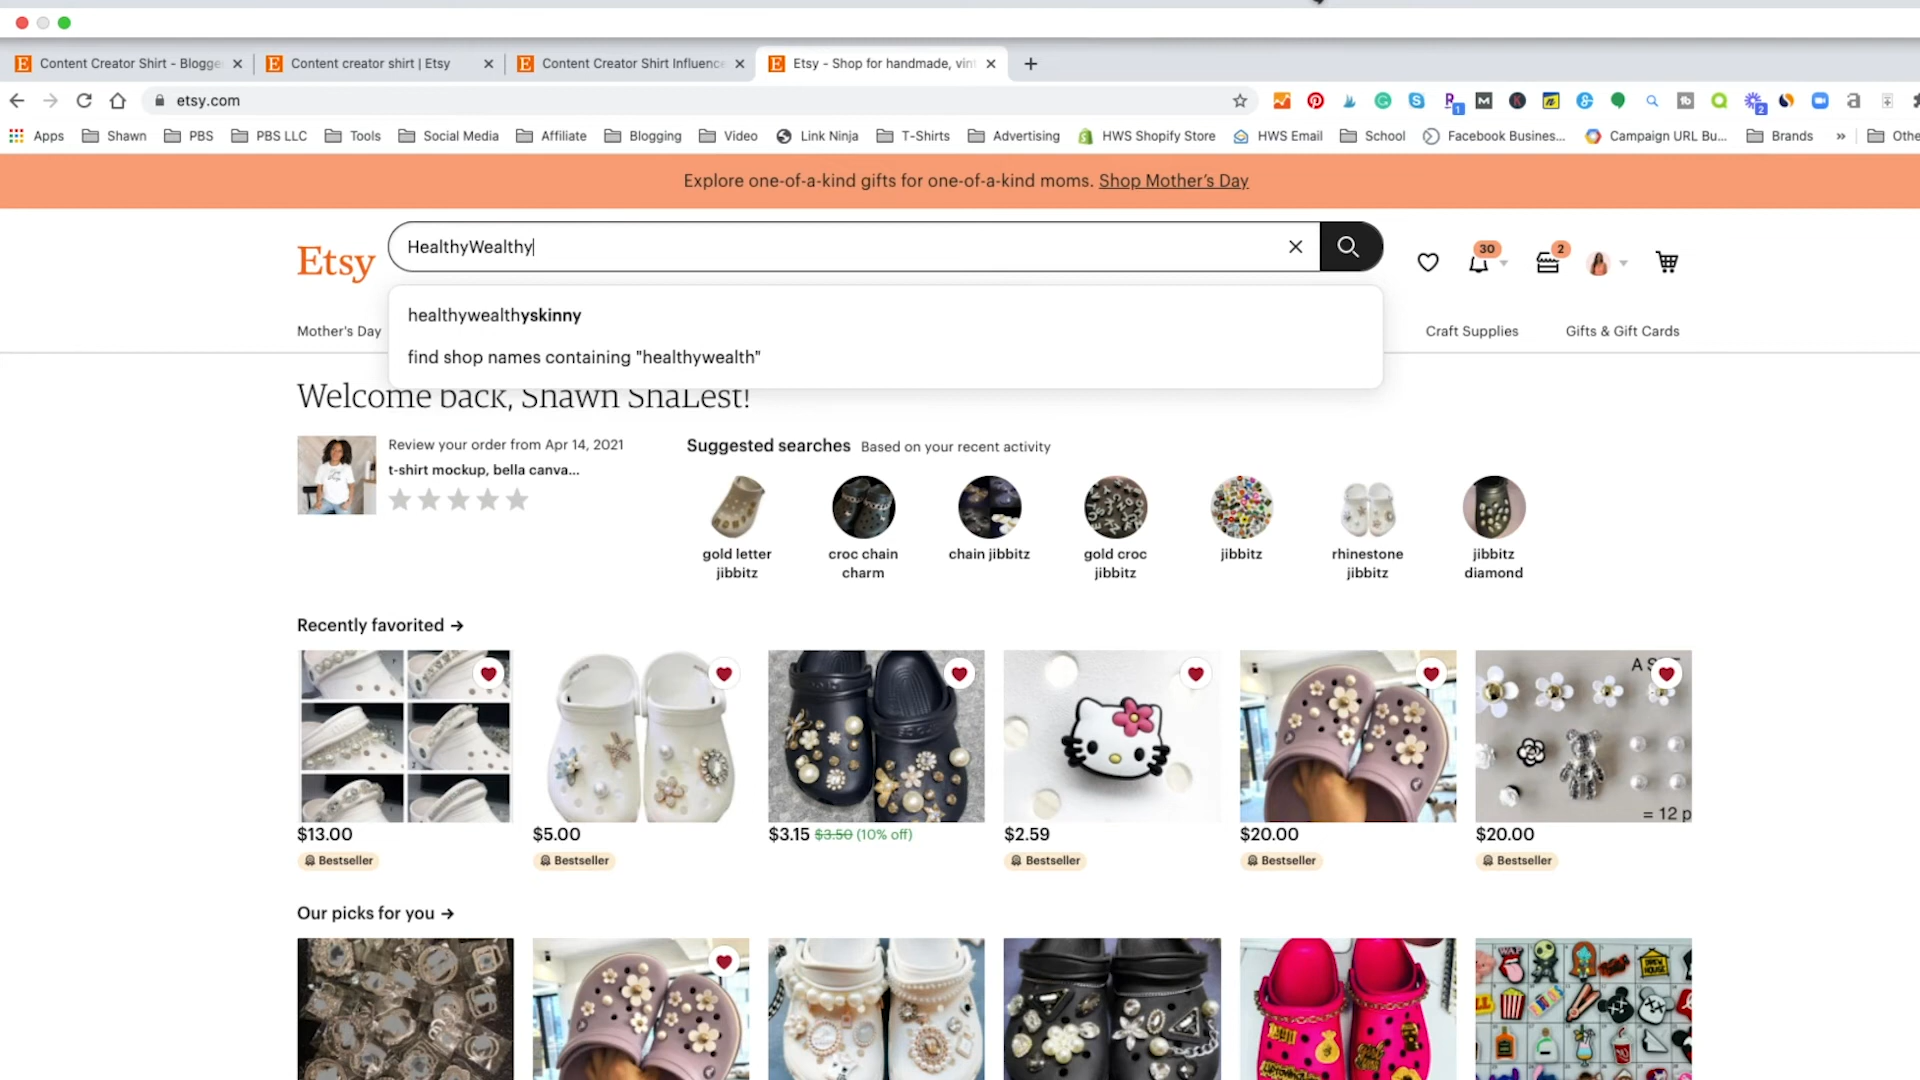 Content Creator Shirt - Blogge
Content creator shirt | Etsy
Content Creator Shirt Influence
Etsy - Shop for handmade, vin
etsy.com
Apps
Shawn
PBS
PBS LLC
Tools
Social Media
Affiliate
Blogging
Video
Link Ninja
T-Shirts
Advertising
HWS Shopify Store
HWS Email
School
Facebook Busines...
Campaign URL Bu...
Brands
»
Othe
Explore one-of-a-kind gifts for one-of-a-kind moms. Shop Mother's Day
Etsy
HealthyWealthy
30
2
healthywealthyskinny
find shop names containing "healthywealth"
Mother's Day
Craft Supplies
Gifts & Gift Cards
Welcome back, Shawn ShaLest!
Review your order from Apr 14, 2021
t-shirt mockup, bella canva...
Suggested searches Based on your recent activity
gold letter jibbitz
croc chain charm
chain jibbitz
gold croc jibbitz
jibbitz
rhinestone jibbitz
jibbitz diamond
Recently favorited →
A SET
= 12 p
$13.00
Bestseller
$5.00
Bestseller
$3.15 $3.50 (10% off)
$2.59
Bestseller
$20.00
Bestseller
$20.00
Bestseller
Our picks for you →